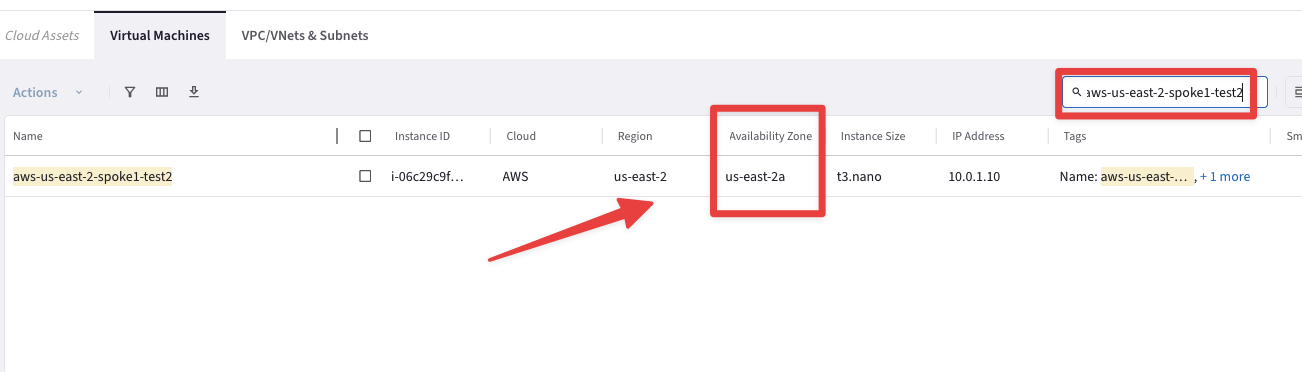 Cloud Assets Virtual Machines VPC/VNets & Subnets
Actions aws-us-east-2-spoke1-test2
Name Instance ID Cloud Region Availability Zone Instance Size IP Address Tags Sm
aws-us-east-2-spoke1-test2 i-06c29c9f... AWS us-east-2 us-east-2a t3.nano 10.0.1.10 Name: aws-us-east-... , + 1 more